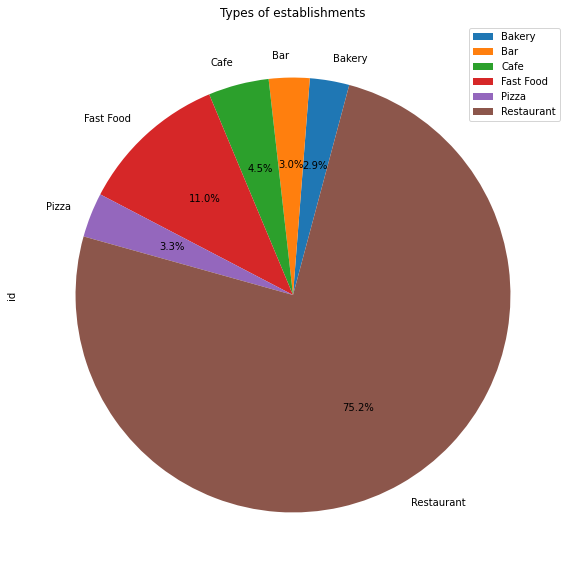 Types of establishments
Bakery
Bar
Cafe
Fast Food
Pizza
Restaurant
Bar
Bakery
Cafe
Fast Food
Pizza
Restaurant
3.0%
2.9%
4.5%
11.0%
3.3%
75.2%
id